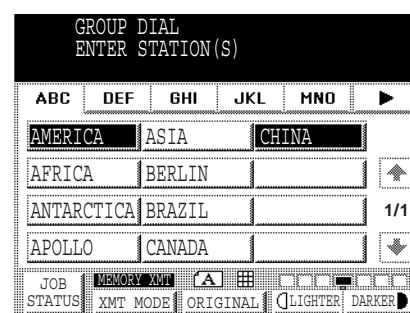 GROUP DIAL
ENTER STATION(S)
ABC DEF GHI JKL MNO
AMERICA ASIA CHINA
AFRICA BERLIN
ANTARCTICA BRAZIL 1/1
APOLLO CANADA
JOB STATUS MEMORY XMT A
XMT MODE ORIGINAL LIGHTER DARKER